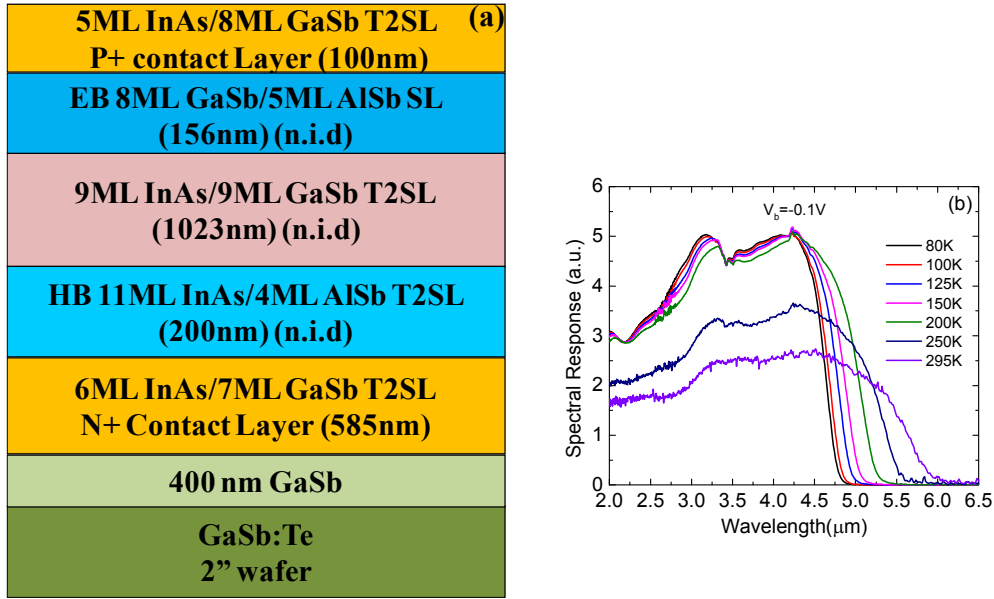 5ML InAs/8ML GaSb T2SL
(a)
P+ contact Layer (100nm)
EB 8ML GaSb/5ML AlSb SL
(156nm) (n.i.d)
9ML InAs/9ML GaSb T2SL
(1023nm) (n.i.d)
HB 11ML InAs/4ML AlSb T2SL
(200nm) (n.i.d)
6ML InAs/7ML GaSb T2SL
N+ Contact Layer (585nm)
400 nm GaSb
GaSb:Te
2” wafer
(b)
V_b=-0.1V
80K
100K
125K
150K
200K
250K
295K
Spectral Response (a.u.)
6
5
4
3
2
1
0
2.0 2.5 3.0 3.5 4.0 4.5 5.0 5.5 6.0 6.5
Wavelength(μm)